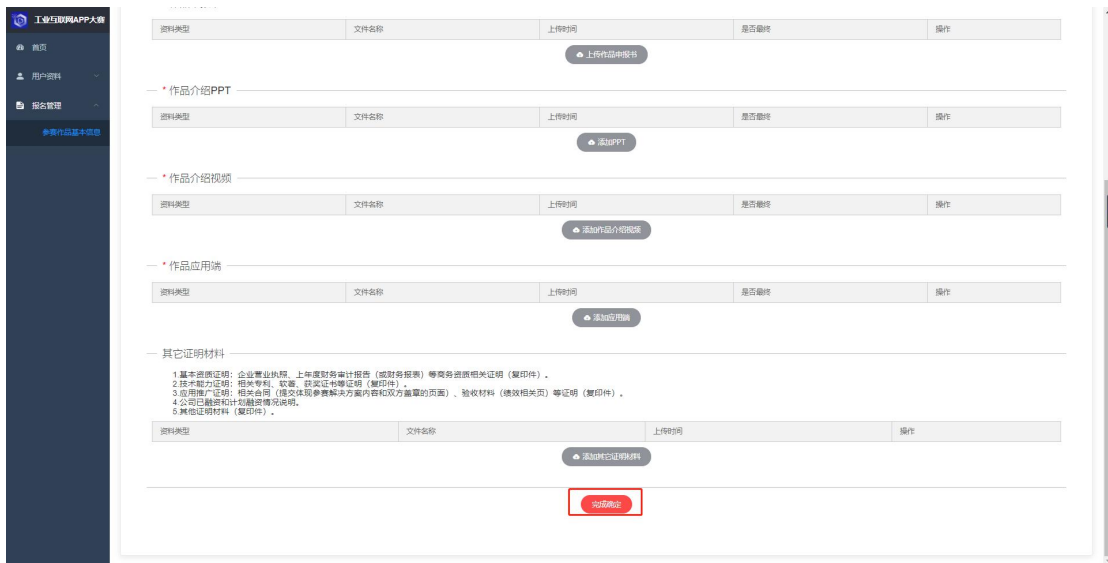 工业互联网APP大赛
首页
用户资料
报名管理
参赛作品基本信息
资料类型 文件名称 上传时间 是否最终 操作
上传作品申报书
* 作品介绍PPT
资料类型 文件名称 上传时间 是否最终 操作
添加PPT
* 作品介绍视频
资料类型 文件名称 上传时间 是否最终 操作
添加作品介绍视频
* 作品应用端
资料类型 文件名称 上传时间 是否最终 操作
添加应用端
其它证明材料
1.基本资质证明：企业营业执照、上年度财务审计报告（或财务报表）等商务资质相关证明（复印件）。
2.技术能力证明：相关专利、软著、获奖证书等证明（复印件）。
3.应用推广证明：相关合同（提交体现参赛解决方案内容和双方盖章的页面）、验收材料（绩效相关页）等证明（复印件）。
4.公司已融资和计划融资情况说明。
5.其他证明材料（复印件）。
资料类型 文件名称 上传时间 操作
添加其它证明材料
完成确定